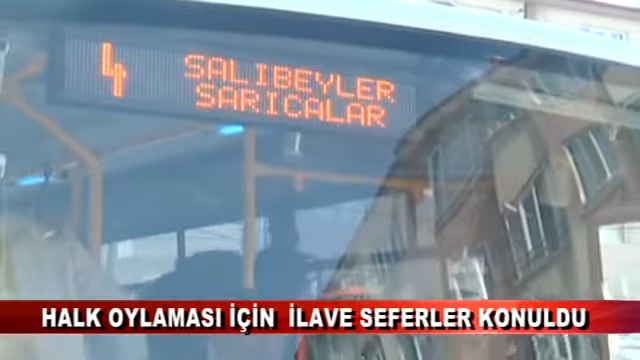 4
SALIBEYLER
SARICALAR
HALK OYLAMASI İÇİN İLAVE SEFERLER KONULDU